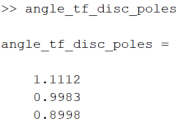 >> angle_tf_disc_poles
angle_tf_disc_poles =
1.1112
0.9983
0.8998